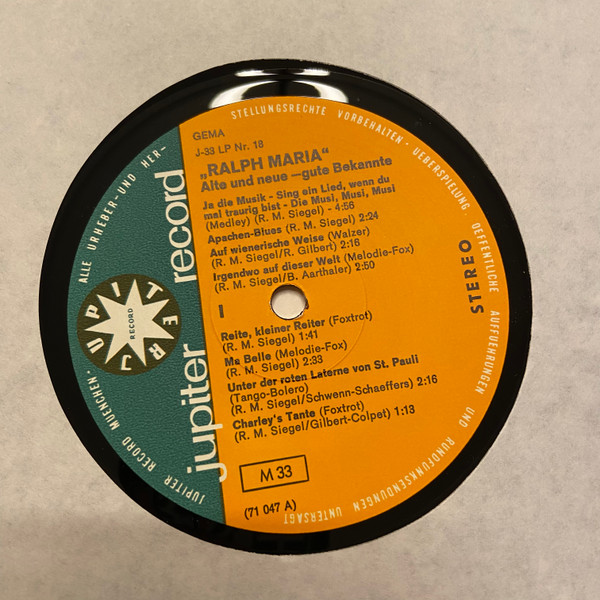 GEMA
J-33 LP Nr. 18
„RALPH MARIA“
Alte und neue —gute Bekannte
Ja die Musik - Sing ein Lied, wenn du
mal traurig bist - Die Musi, Musi, Musi
(Medley) (R. M. Siegel) - 4:56
Apachen-Blues (R. M. Siegel) 2:24
Auf wienerische Weise (Walzer)
(R. M. Siegel/R. Gilbert) 2:16
Irgendwo auf dieser Welt (Melodie-Fox)
(R. M. Siegel/B. Aarthaler) 2:50
I
STEREO
Reite, kleiner Reiter (Foxtrot)
(R. M. Siegel) 1:41
Ma Belle (Melodie-Fox)
(R. M. Siegel) 2:33
Unter der roten Laterne von St. Pauli
(Tango-Bolero)
(R. M. Siegel/Schwenn-Schaeffers) 2:16
Charley's Tante (Foxtrot)
(R. M. Siegel/Gilbert-Colpet) 1:13
M 33
(71 047 A)
jupiter record
JUPITER
RECORD
JUPITER RECORD MUENCHEN · ALLE URHEBER-UND HER-
STELLUNGSRECHTE VORBEHALTEN · UEBERSPIELUNG, OEFFENTLICHE AUFFUEHRUNGEN UND RUNDFUNKSENDUNGEN UNTERSAGT